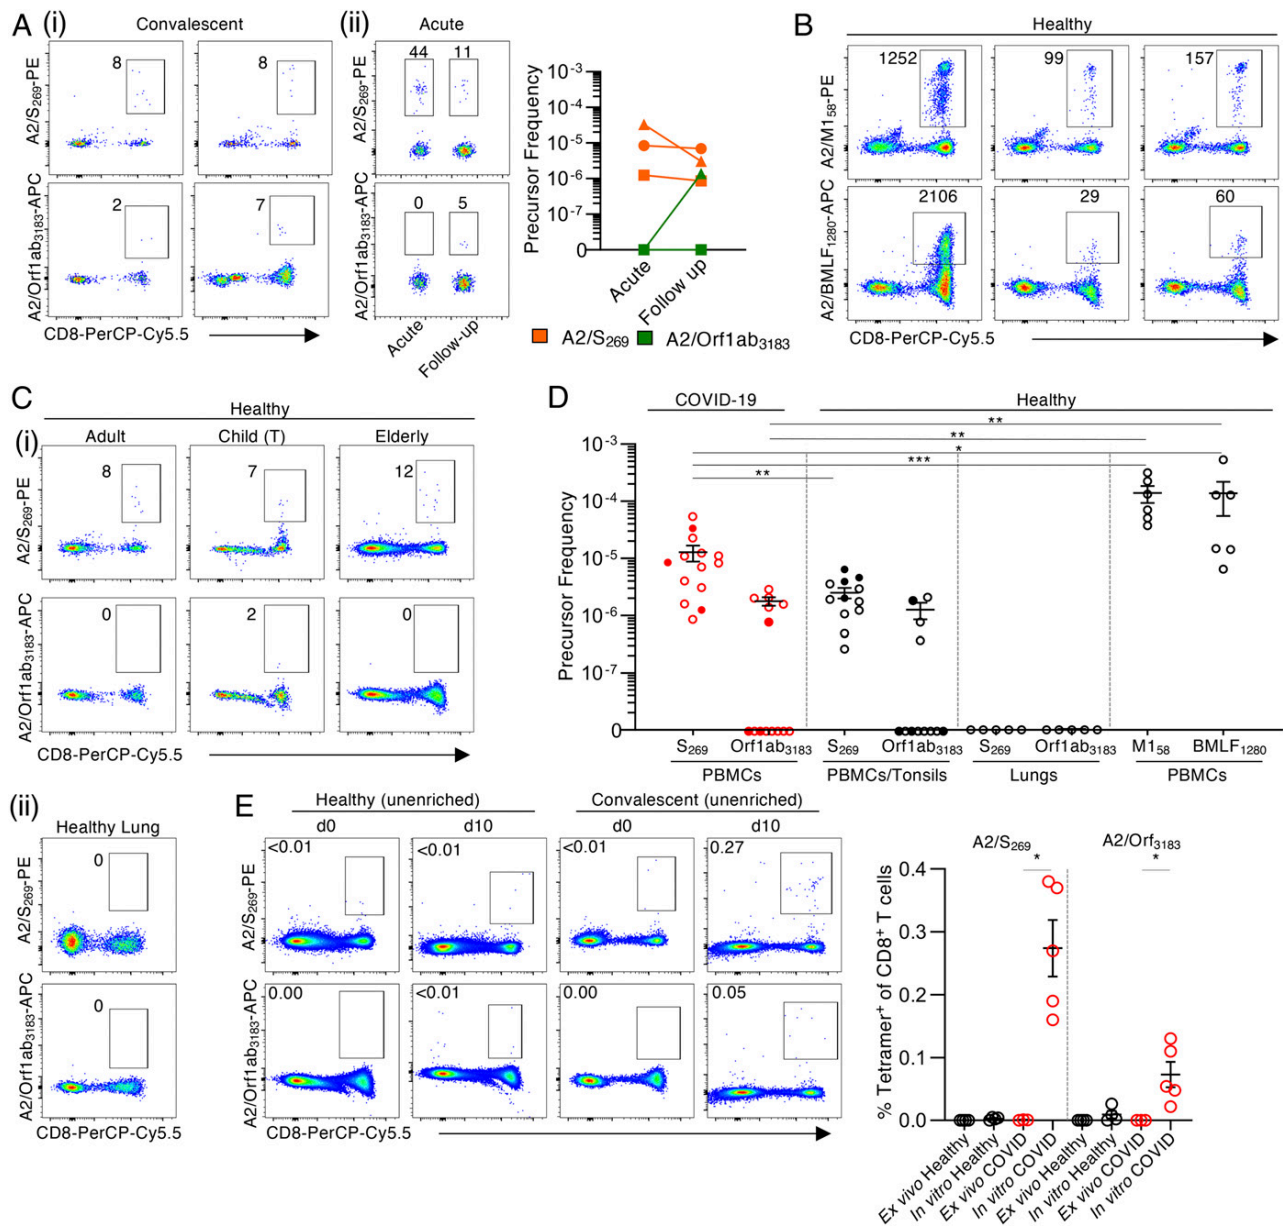 A (i)
Convalescent
8
8
A2/S269-PE
2
7
A2/Orf1ab3183-APC
CD8-PerCP-Cy5.5
(ii)
Acute
44
11
A2/S269-PE
0
5
A2/Orf1ab3183-APC
Acute
Follow-up
Precursor Frequency
10-3
10-4
10-5
10-6
10-7
0
Acute
Follow up
A2/S269
A2/Orf1ab3183
B
Healthy
1252
99
157
A2/M158-PE
2106
29
60
A2/BMLF1280-APC
CD8-PerCP-Cy5.5
C
Healthy
(i)
Adult
Child (T)
Elderly
8
7
12
A2/S269-PE
0
2
0
A2/Orf1ab3183-APC
CD8-PerCP-Cy5.5
(ii)
Healthy Lung
0
A2/S269-PE
0
A2/Orf1ab3183-APC
CD8-PerCP-Cy5.5
D
COVID-19
Healthy
**
**
*
***
**
Precursor Frequency
10-3
10-4
10-5
10-6
10-7
0
S269
Orf1ab3183
S269
Orf1ab3183
S269
Orf1ab3183
M158
BMLF1280
PBMCs
PBMCs/Tonsils
Lungs
PBMCs
E
Healthy (unenriched)
Convalescent (unenriched)
d0
d10
d0
d10
<0.01
<0.01
<0.01
0.27
A2/S269-PE
0.00
<0.01
0.00
0.05
A2/Orf1ab3183-APC
CD8-PerCP-Cy5.5
A2/S269
A2/Orf3183
*
*
% Tetramer+ of CD8+ T cells
0.4
0.3
0.2
0.1
0.0
Ex vivo Healthy
In vitro Healthy
Ex vivo COVID
In vitro COVID
Ex vivo Healthy
In vitro Healthy
Ex vivo COVID
In vitro COVID